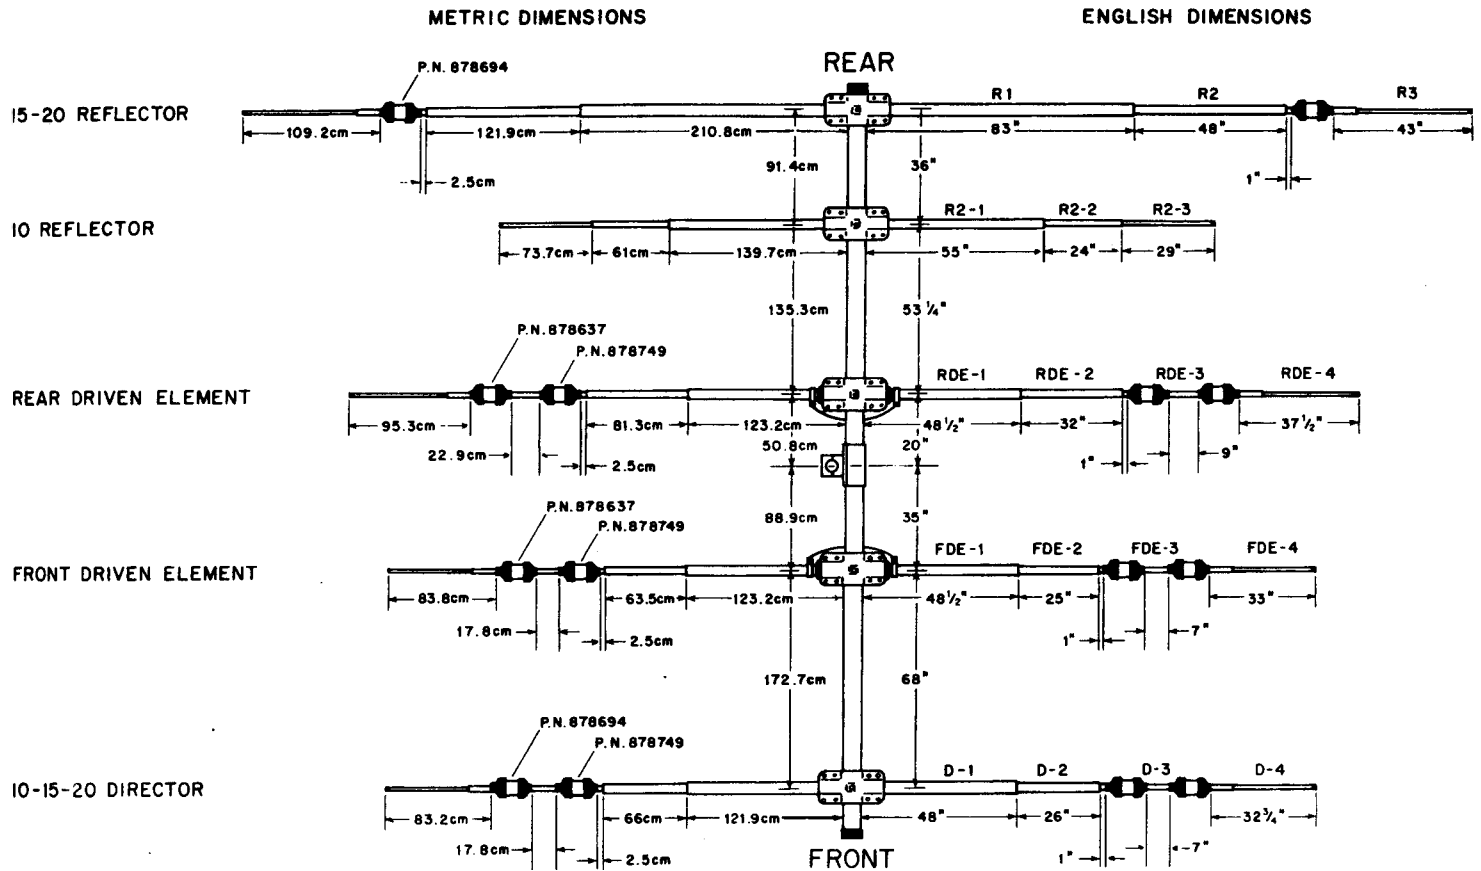 METRIC DIMENSIONS
ENGLISH DIMENSIONS
REAR
P.N. 878694
15-20 REFLECTOR
R1
R2
R3
109.2cm
121.9cm
210.8cm
83"
48"
43"
91.4cm
36"
2.5cm
1"
10 REFLECTOR
R2-1
R2-2
R2-3
73.7cm
61cm
139.7cm
55"
24"
29"
135.3cm
53 1/4"
P.N. 878637
P.N. 878749
REAR DRIVEN ELEMENT
RDE-1
RDE-2
RDE-3
RDE-4
95.3cm
81.3cm
123.2cm
48 1/2"
32"
37 1/2"
50.8cm
20"
22.9cm
2.5cm
1"
9"
P.N. 878637
88.9cm
35"
P.N. 878749
FRONT DRIVEN ELEMENT
FDE-1
FDE-2
FDE-3
FDE-4
83.8cm
63.5cm
123.2cm
48 1/2"
25"
33"
17.8cm
2.5cm
1"
7"
172.7cm
68"
P.N. 878694
P.N. 878749
10-15-20 DIRECTOR
D-1
D-2
D-3
D-4
83.2cm
66cm
121.9cm
48"
26"
32 3/4"
17.8cm
2.5cm
1"
7"
FRONT